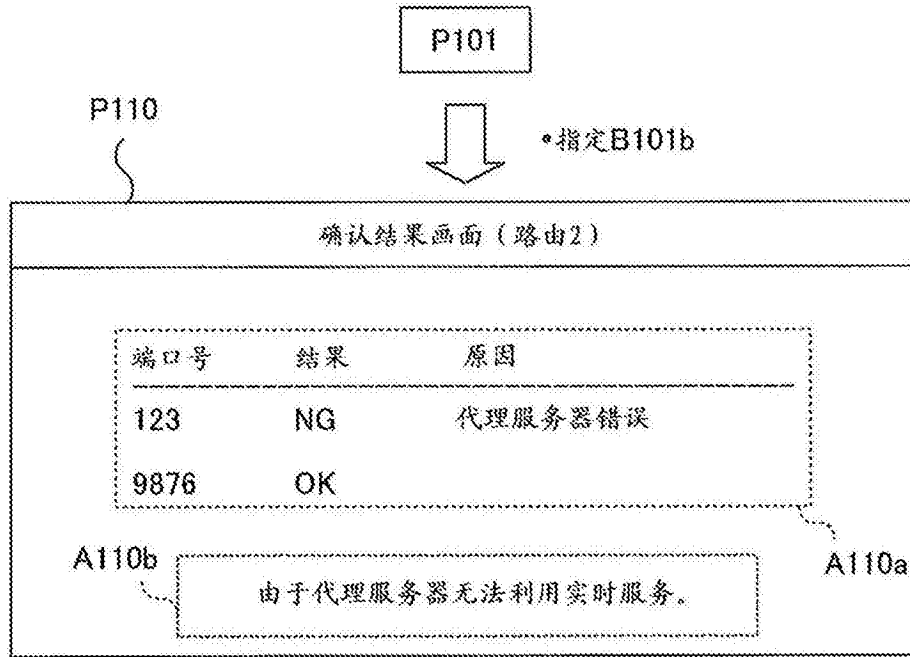 P101
P110
•指定B101b
确认结果画面（路由2）
端口号 结果 原因
123 NG 代理服务器错误
9876 OK
A110b
A110a
由于代理服务器无法利用实时服务。